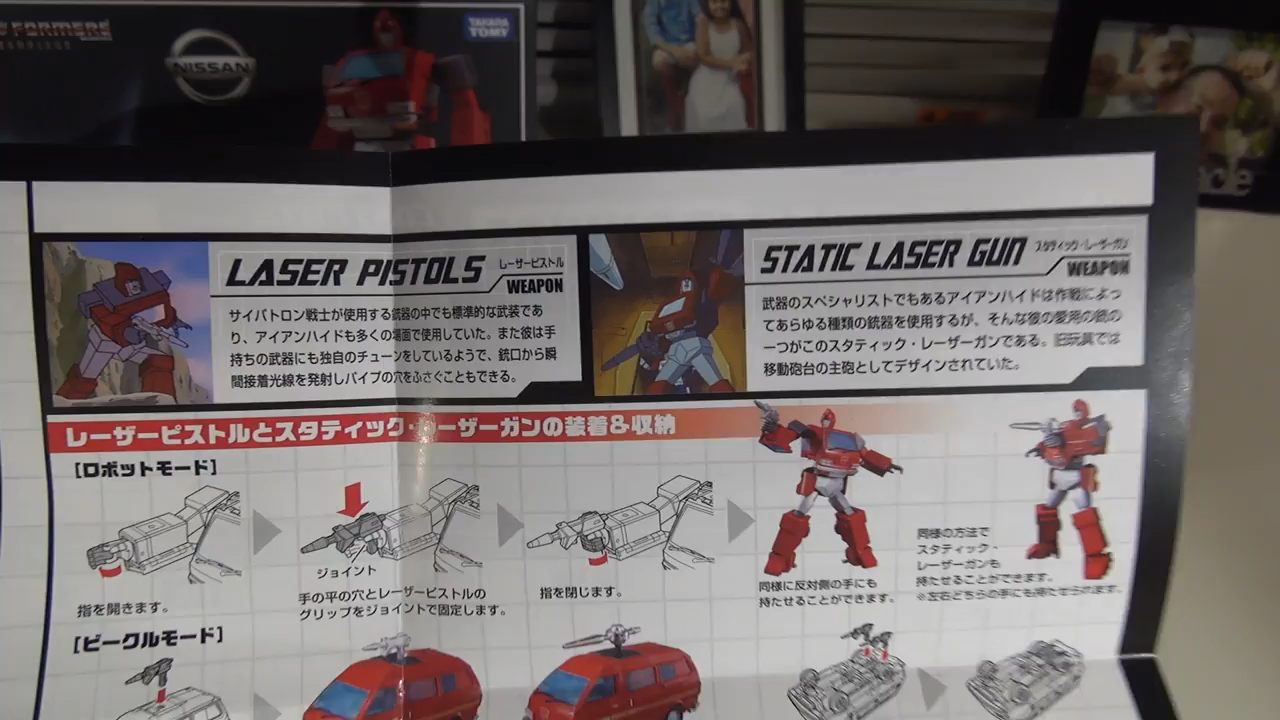 NISSAN
TAKARA
TOMY
LASER PISTOLS
レーザーピストル
WEAPON
サイバトロン戦士が使用する銃器の中でも標準的な武装であ
り、アイアンハイドも多くの場面で使用していた。また彼は手
持ちの武器にも独自のチューンをしているようで、銃口から瞬
間接着光線を発射しパイプの穴をふさぐこともできる。
STATIC LASER GUN
スタティック・レーザーガン
WEAPON
武器のスペシャリストでもあるアイアンハイドは作戦によっ
てあらゆる種類の銃器を使用するが、そんな彼の愛用の銃の
一つがこのスタティック・レーザーガンである。旧玩具では
移動砲台の主砲としてデザインされていた。
レーザーピストルとスタティック・レーザーガンの装着&収納
[ロボットモード]
ジョイント
指を開きます。
手の平の穴とレーザーピストルの
グリップをジョイントで固定します。
指を閉じます。
同様に反対側の手にも
持たせることができます。
同様の方法で
スタティック・
レーザーガンも
持たせることができます。
※左右どちらの手にも持たせられます。
[ビークルモード]